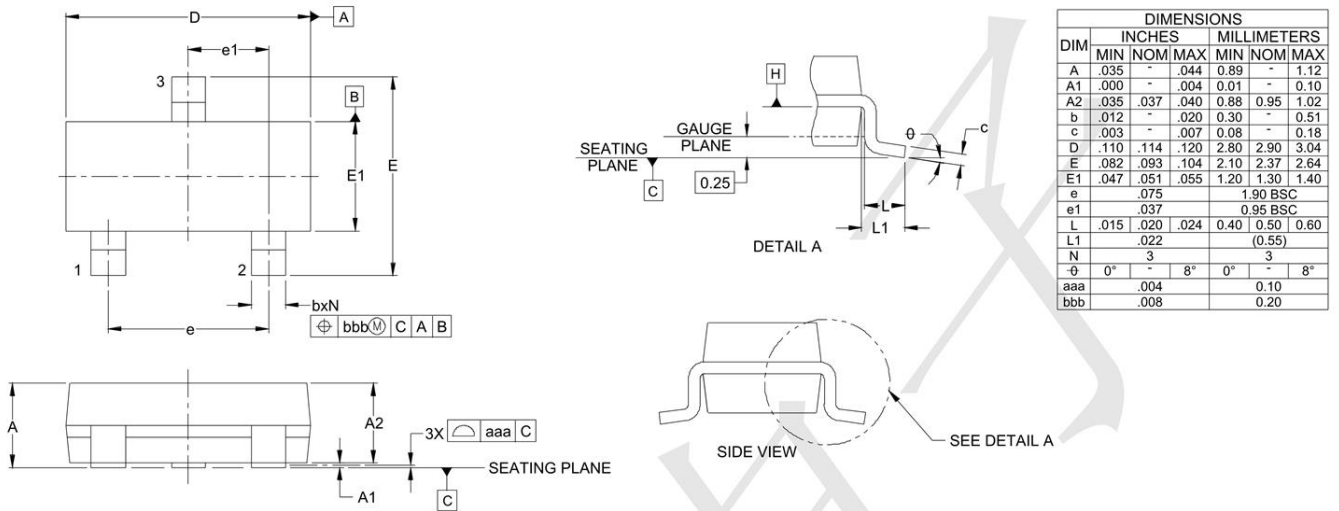 D
A
e1
3
B
E1
E
1
2
bxN
⌖ bbbⓂ C A B
e
A
A2
3X ⌓ aaa C
SEATING PLANE
A1
C
H
GAUGE
PLANE
SEATING
PLANE
C
0.25
θ
c
L
L1
DETAIL A
SIDE VIEW
SEE DETAIL A
DIMENSIONS
DIM INCHES MILLIMETERS
MIN NOM MAX MIN NOM MAX
A .035 - .044 0.89 - 1.12
A1 .000 - .004 0.01 - 0.10
A2 .035 .037 .040 0.88 0.95 1.02
b .012 - .020 0.30 - 0.51
c .003 - .007 0.08 - 0.18
D .110 .114 .120 2.80 2.90 3.04
E .082 .093 .104 2.10 2.37 2.64
E1 .047 .051 .055 1.20 1.30 1.40
e .075 1.90 BSC
e1 .037 0.95 BSC
L .015 .020 .024 0.40 0.50 0.60
L1 .022 (0.55)
N 3 3
θ 0° - 8° 0° - 8°
aaa .004 0.10
bbb .008 0.20